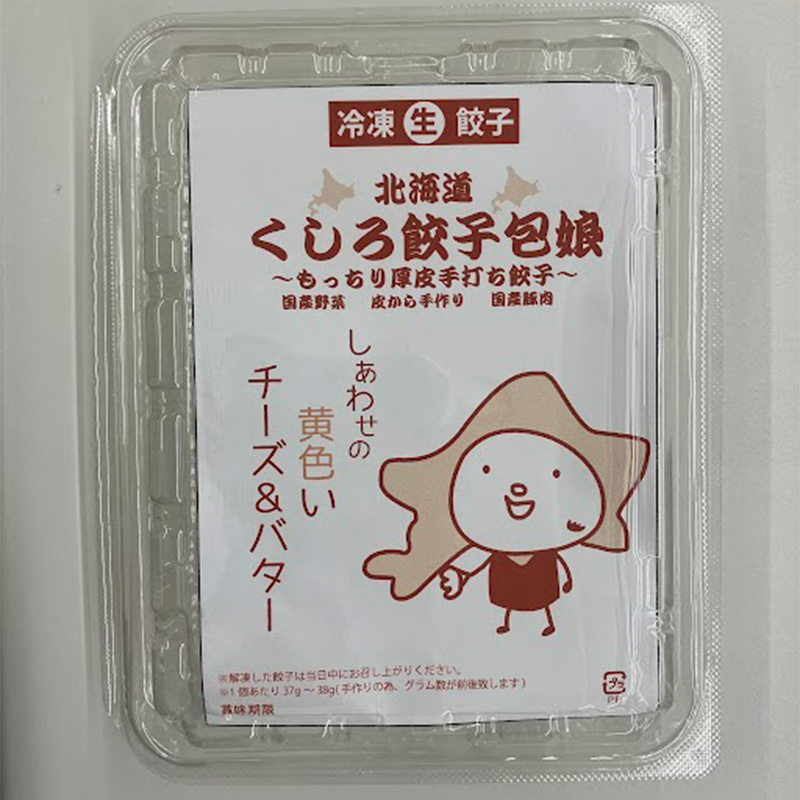 冷凍 生 餃子
北海道
くしろ餃子包娘
～もっちり厚皮手打ち餃子～
国産野菜 皮から手作り 国産豚肉
しあわせの
黄色い
チーズ&バター
※解凍した餃子は当日中にお召し上がりください。
※1個あたり37g～38g(手作りの為、グラム数が前後致します)
賞味期限
プラ